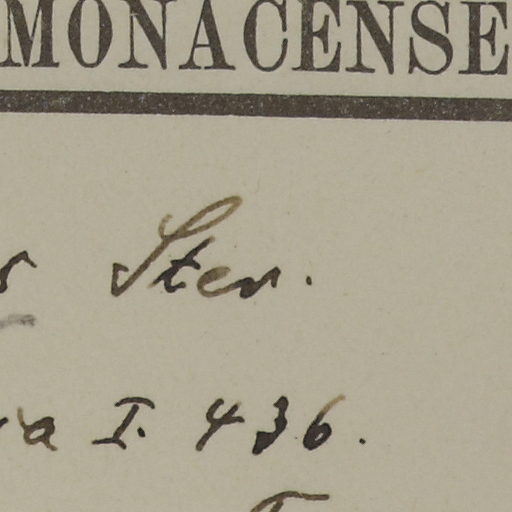 MONACENSE
Ster.
a I. 436.